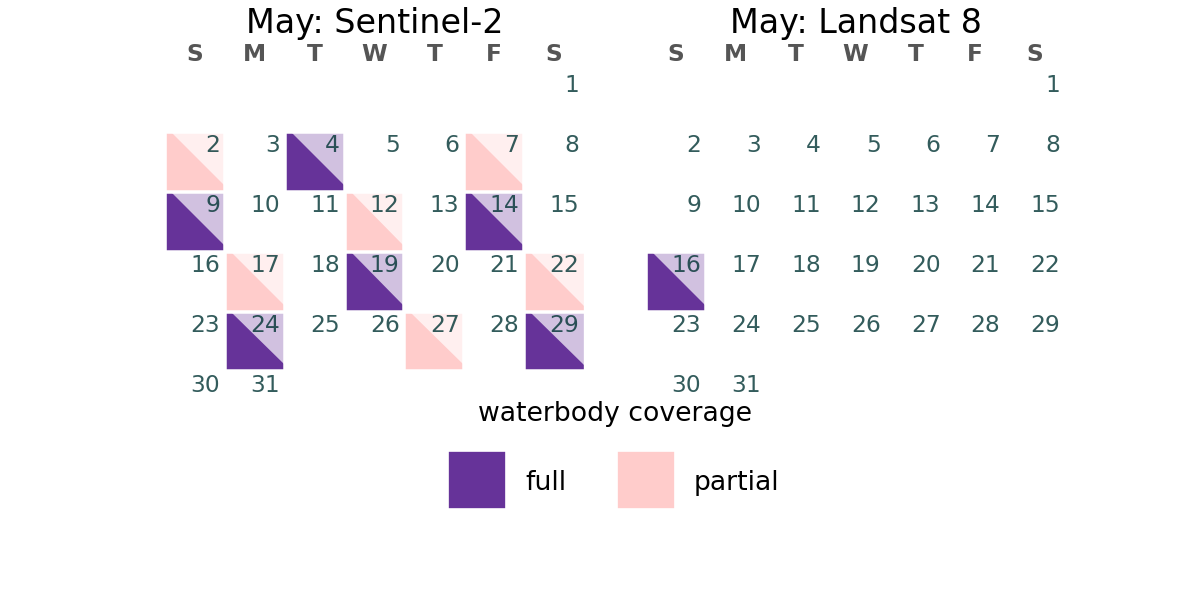 May: Sentinel-2
S M T W T F S
1
2 3 4 5 6 7 8
9 10 11 12 13 14 15
16 17 18 19 20 21 22
23 24 25 26 27 28 29
30 31
May: Landsat 8
S M T W T F S
1
2 3 4 5 6 7 8
9 10 11 12 13 14 15
16 17 18 19 20 21 22
23 24 25 26 27 28 29
30 31
waterbody coverage
full
partial